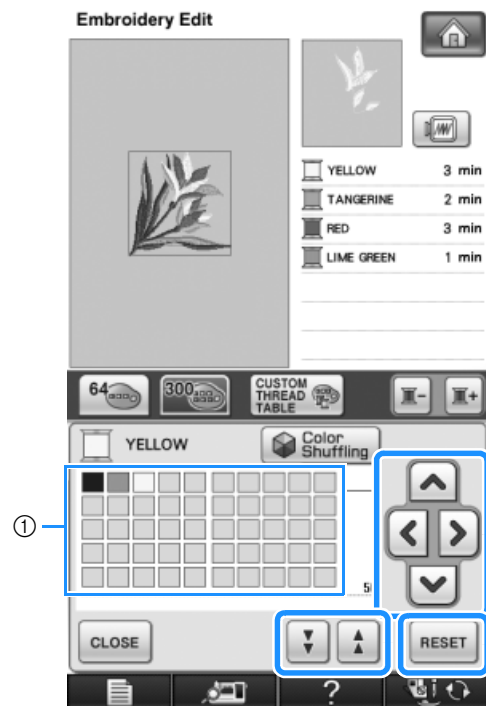 Embroidery Edit
YELLOW 3 min
TANGERINE 2 min
RED 3 min
LIME GREEN 1 min
64
300
CUSTOM
THREAD
TABLE
YELLOW
Color
Shuffling
①
CLOSE
RESET
?